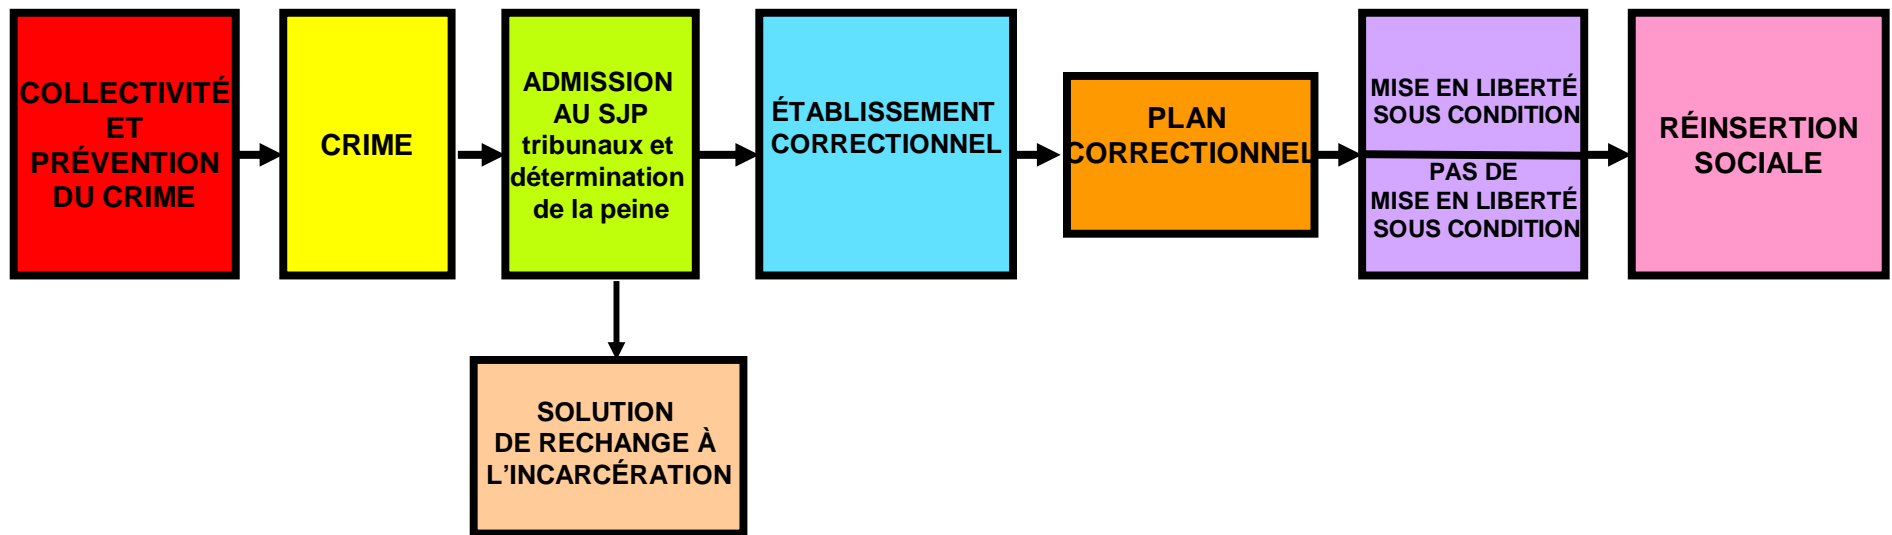 COLLECTIVITÉ
ET
PRÉVENTION
DU CRIME
CRIME
ADMISSION
AU SJP
tribunaux et
détermination
de la peine
ÉTABLISSEMENT
CORRECTIONNEL
PLAN
CORRECTIONNEL
MISE EN LIBERTÉ
SOUS CONDITION
PAS DE
MISE EN LIBERTÉ
SOUS CONDITION
RÉINSERTION
SOCIALE
SOLUTION
DE RECHANGE À
L’INCARCÉRATION